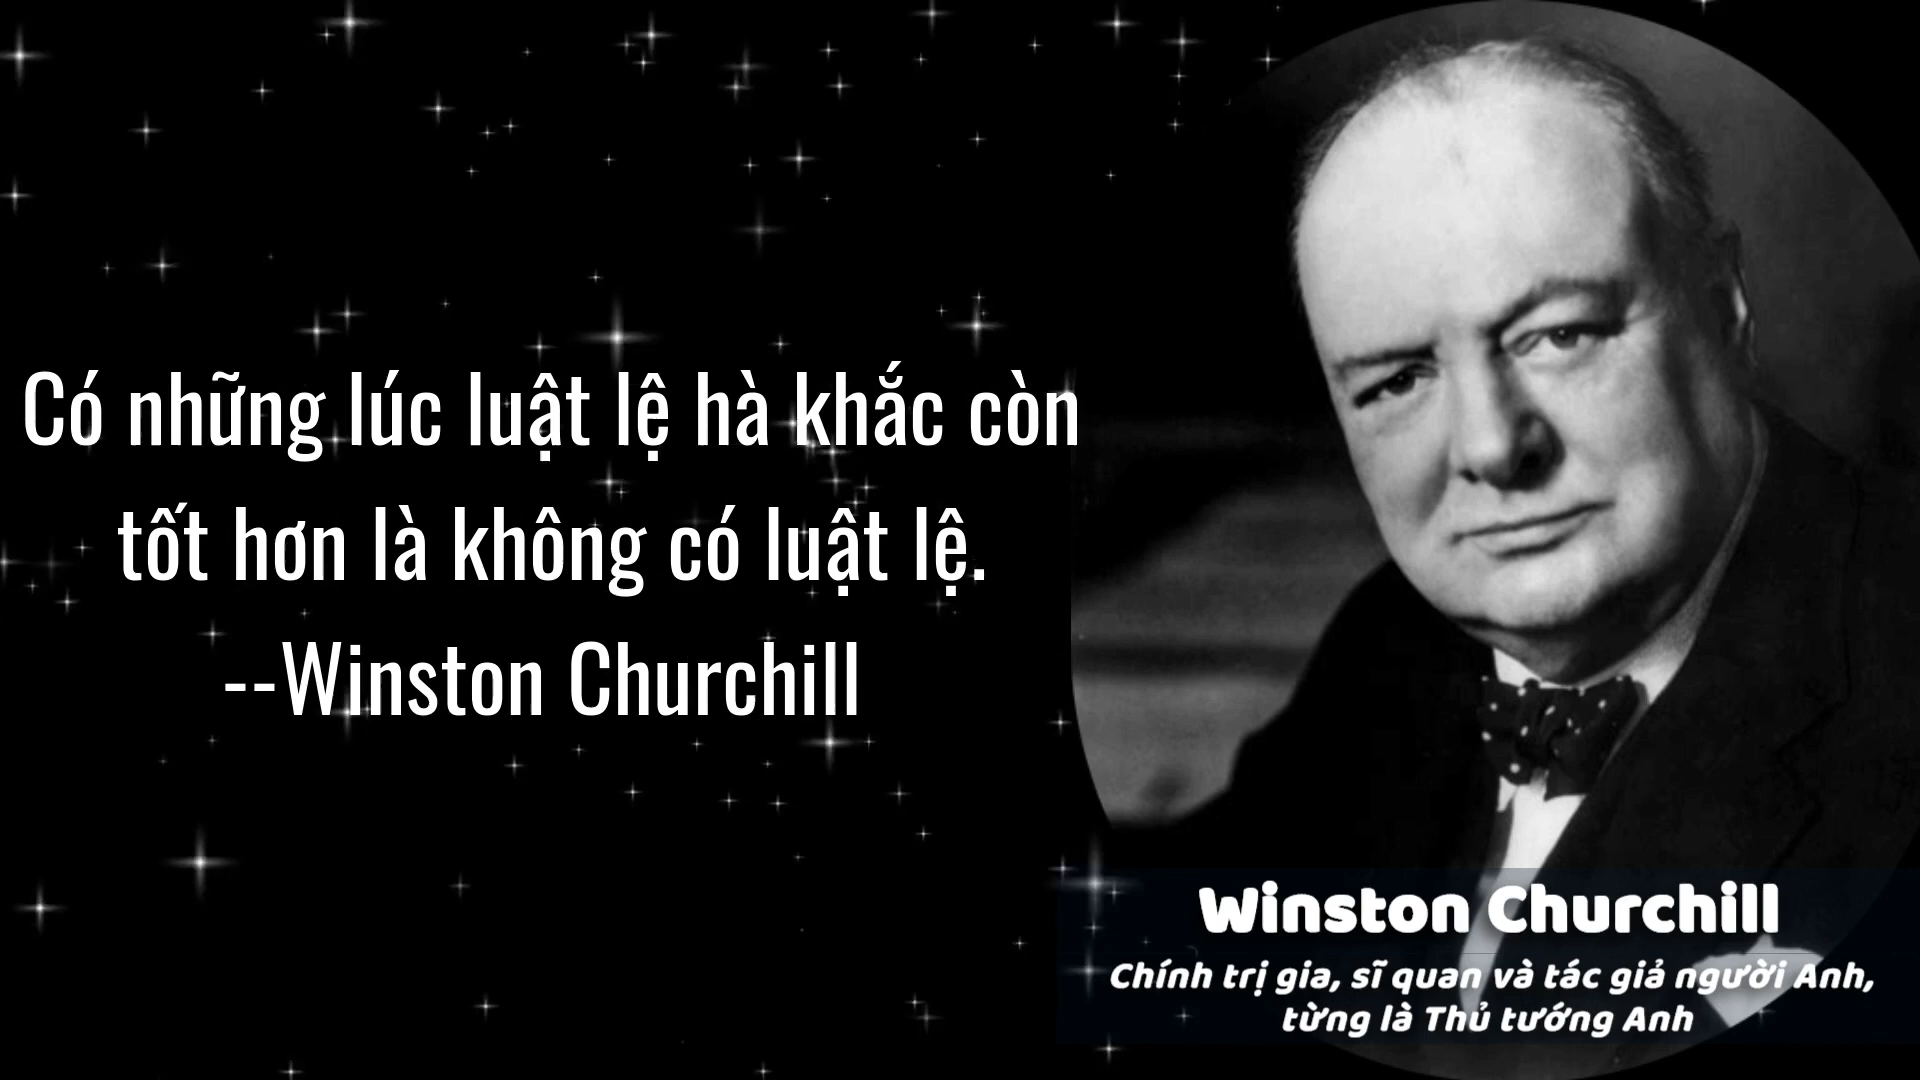 Có những lúc luật lệ hà khắc còn
tốt hơn là không có luật lệ.
--Winston Churchill
Winston Churchill
Chính trị gia, sĩ quan và tác giả người Anh,
từng là Thủ tướng Anh